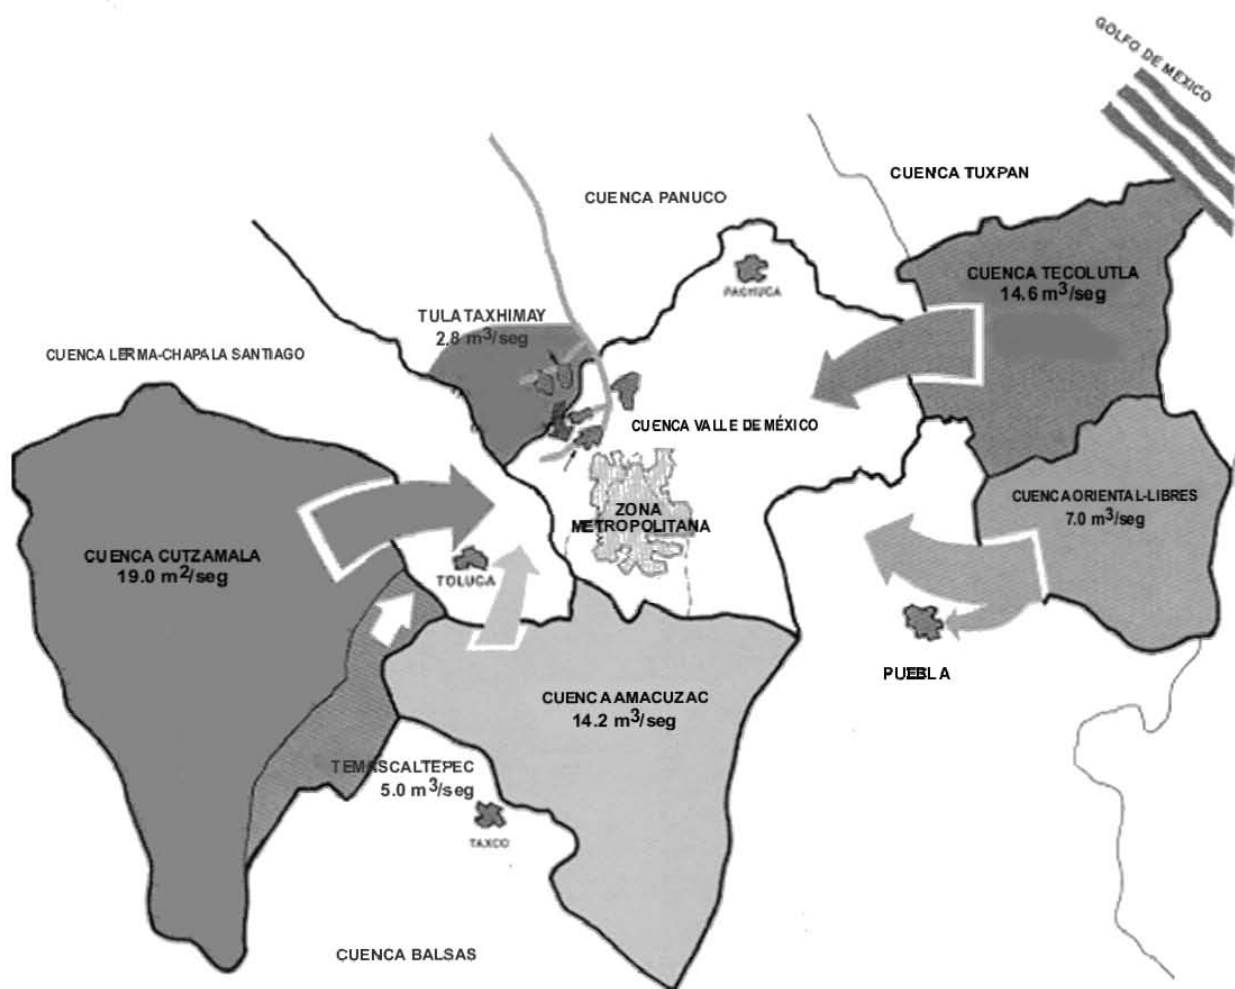 GOLFO DE MEXICO
CUENCA TUXPAN
CUENCA PANUCO
CUENCA TECOLUTLA
14.6 m³/seg
PACHUCA
TULA TAXHIMAY
2.8 m³/seg
CUENCA LERMA-CHAPALA SANTIAGO
CUENCA VALLE DE MÉXICO
CUENCA ORIENTAL-LIBRES
7.0 m³/seg
ZONA
METROPOLITANA
CUENCA CUTZAMALA
19.0 m²/seg
TOLUCA
PUEBLA
CUENCA AMACUZAC
14.2 m³/seg
TEMASCALTEPEC
5.0 m³/seg
TAXCO
CUENCA BALSAS